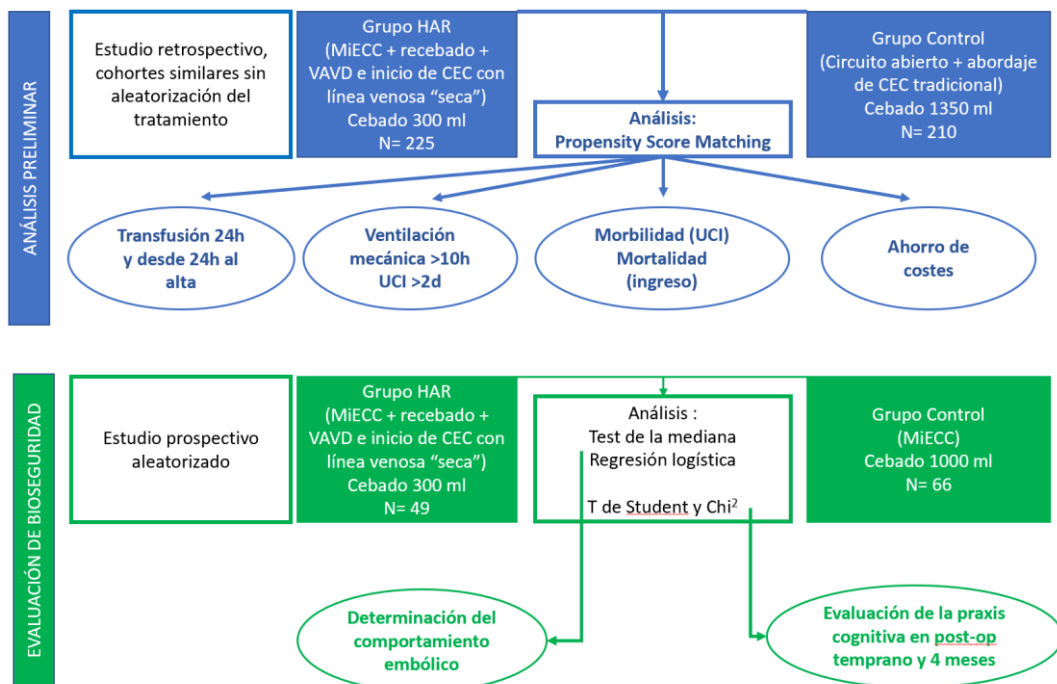 ANÁLISIS PRELIMINAR
Estudio retrospectivo,
cohortes similares sin
aleatorización del
tratamiento
Grupo HAR
(MiECC + recebado +
VAVD e inicio de CEC con
línea venosa “seca”)
Cebado 300 ml
N= 225
Análisis:
Propensity Score Matching
Grupo Control
(Circuito abierto + abordaje
de CEC tradicional)
Cebado 1350 ml
N= 210
Transfusión 24h
y desde 24h al
alta
Ventilación
mecánica >10h
UCI >2d
Morbilidad (UCI)
Mortalidad
(ingreso)
Ahorro de
costes
EVALUACIÓN DE BIOSEGURIDAD
Estudio prospectivo
aleatorizado
Grupo HAR
(MiECC + recebado +
VAVD e inicio de CEC con
línea venosa “seca”)
Cebado 300 ml
N= 49
Análisis :
Test de la mediana
Regresión logística
T de Student y Chi²
Grupo Control
(MiECC)
Cebado 1000 ml
N= 66
Determinación del
comportamiento
embólico
Evaluación de la praxis
cognitiva en post-op
temprano y 4 meses